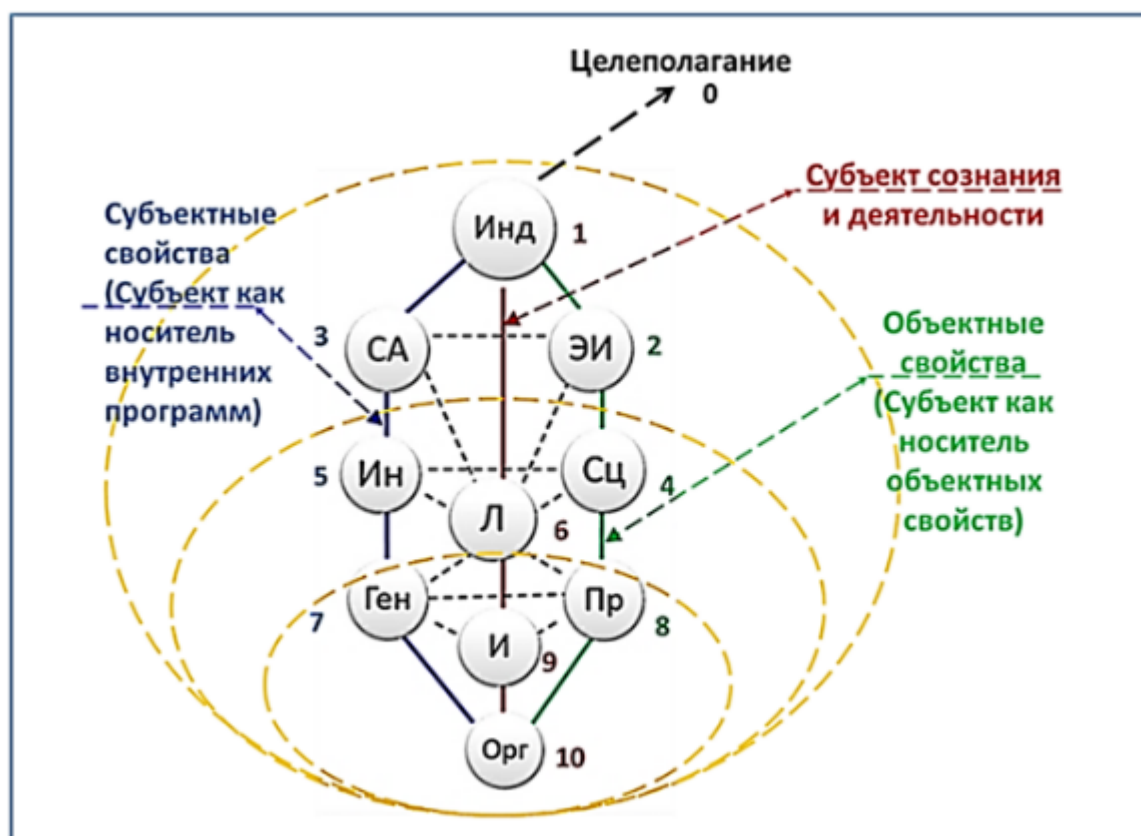 Целеполагание
0
Субъект сознания
и деятельности
Субъектные
свойства
(Субъект как
носитель
внутренних
программ)
Инд 1
3 СА
ЭИ 2
Объектные
свойства
(Субъект как
носитель
объектных
свойств)
5 Ин
Сц 4
Л 6
Ген 7
Пр 8
И 9
Орг 10